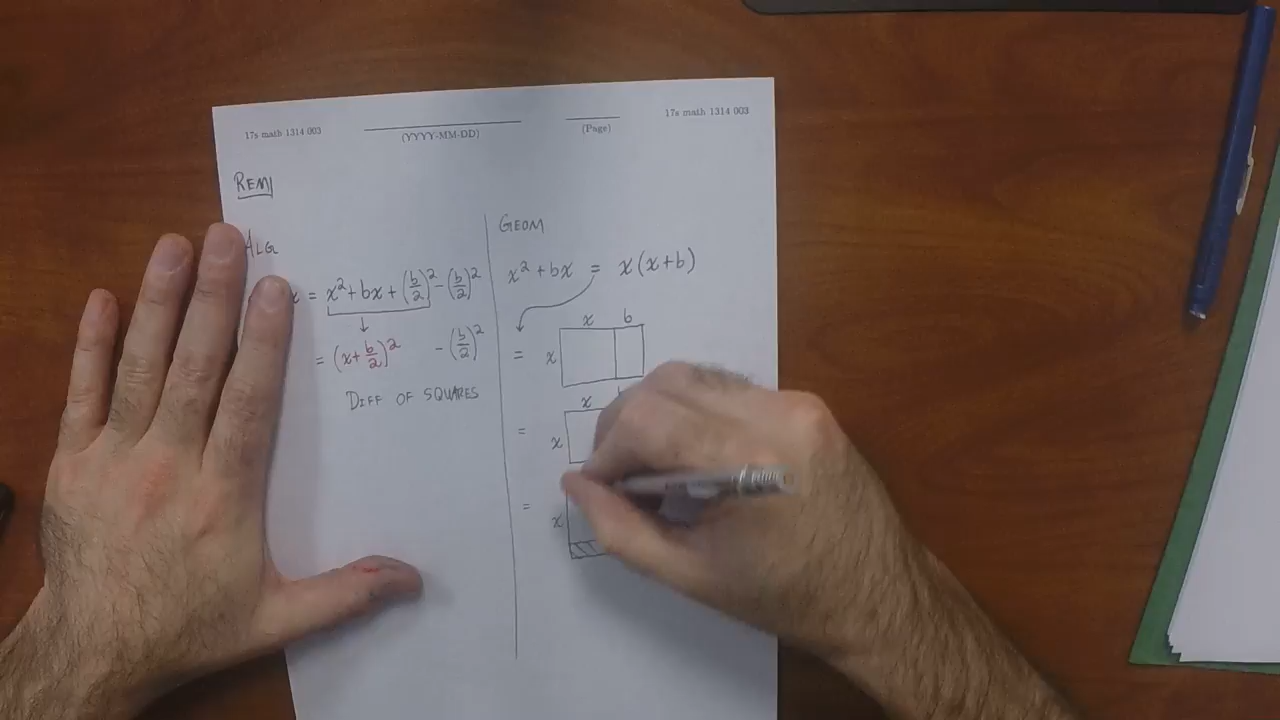 17s math 1314 003
(YYYY-MM-DD)
(Page)
17s math 1314 003
REMI
ALG
x = x² + bx + (b/2)² - (b/2)²
= (x + b/2)² - (b/2)²
DIFF OF SQUARES
GEOM
x² + bx = x(x+b)
x b
= x
x
= x
= x